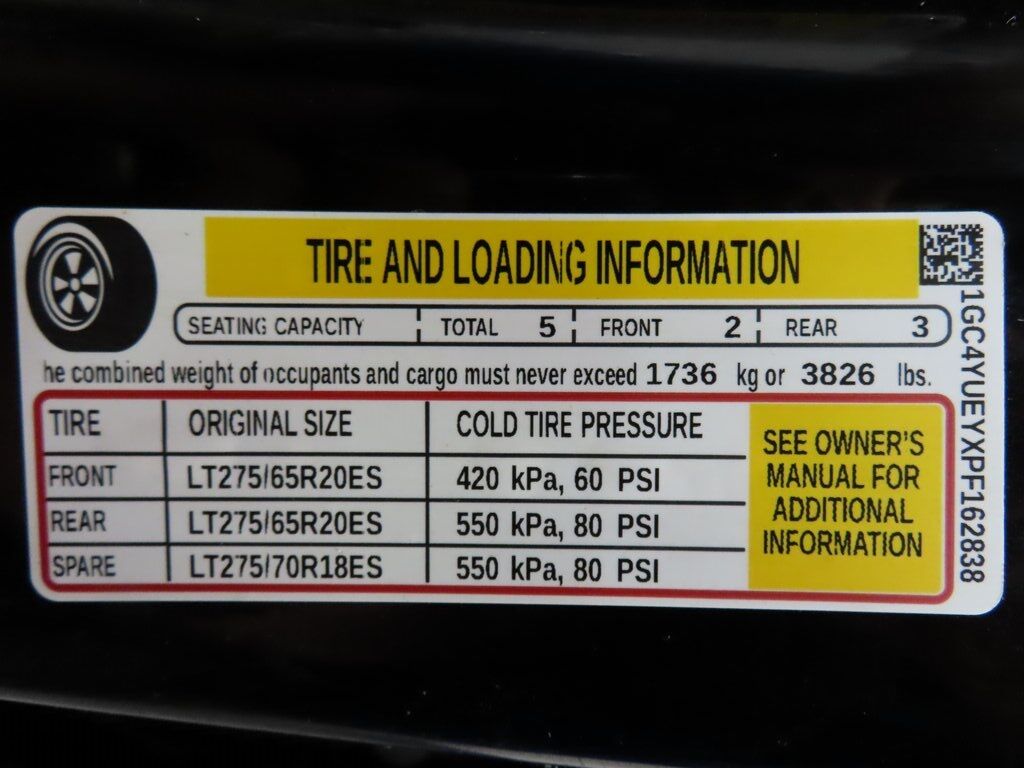 TIRE AND LOADING INFORMATION
SEATING CAPACITY TOTAL 5 FRONT 2 REAR 3
he combined weight of occupants and cargo must never exceed 1736 kg or 3826 lbs.
TIRE ORIGINAL SIZE COLD TIRE PRESSURE
FRONT LT275/65R20ES 420 kPa, 60 PSI
REAR LT275/65R20ES 550 kPa, 80 PSI
SPARE LT275/70R18ES 550 kPa, 80 PSI
SEE OWNER'S
MANUAL FOR
ADDITIONAL
INFORMATION
1GC4YUEYXPF162838